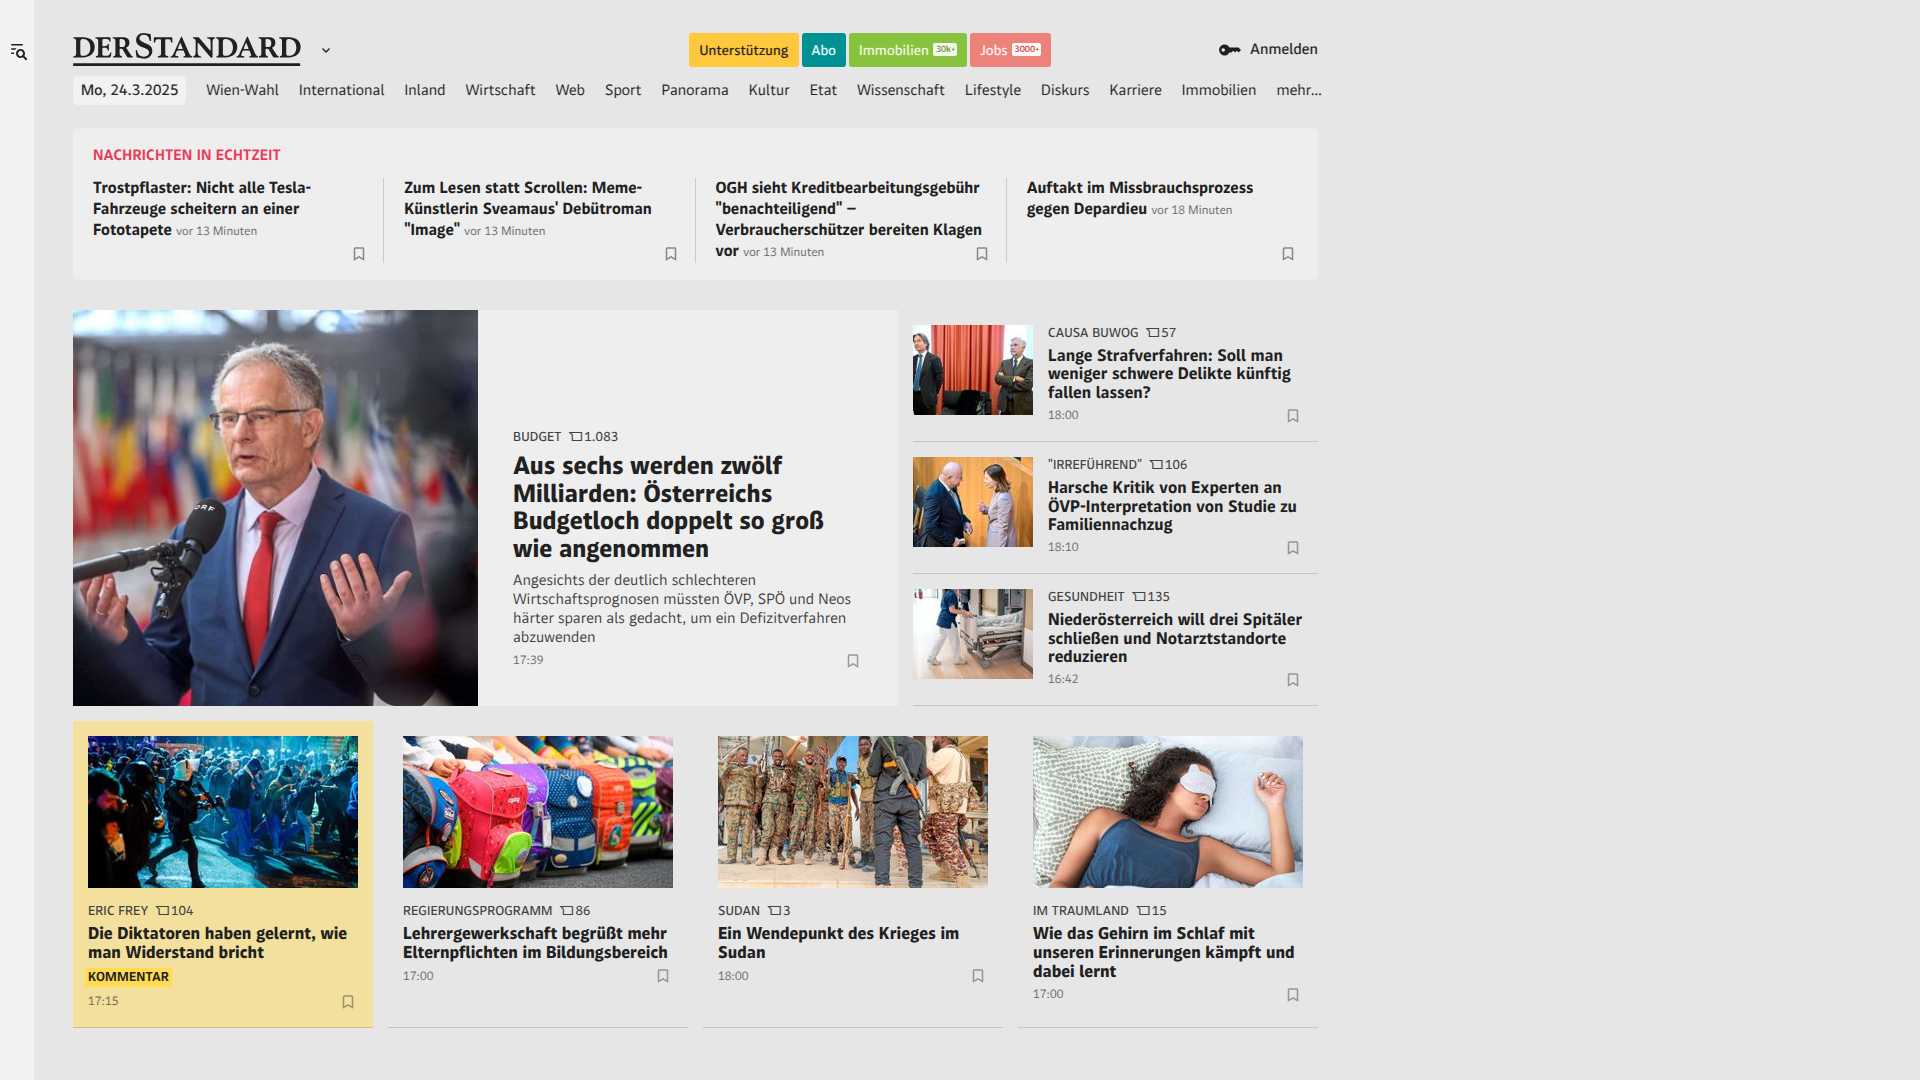 DERSTANDARD
Unterstützung
Abo
Immobilien 30k+
Jobs 3000+
Anmelden
Mo, 24.3.2025
Wien-Wahl
International
Inland
Wirtschaft
Web
Sport
Panorama
Kultur
Etat
Wissenschaft
Lifestyle
Diskurs
Karriere
Immobilien
mehr...
NACHRICHTEN IN ECHTZEIT
Trostpflaster: Nicht alle Tesla-
Fahrzeuge scheitern an einer
Fototapete vor 13 Minuten
Zum Lesen statt Scrollen: Meme-
Künstlerin Sveamaus' Debütroman
"Image" vor 13 Minuten
OGH sieht Kreditbearbeitungsgebühr
"benachteiligend" –
Verbraucherschützer bereiten Klagen
vor vor 13 Minuten
Auftakt im Missbrauchsprozess
gegen Depardieu vor 18 Minuten
ORF
BUDGET 1.083
Aus sechs werden zwölf
Milliarden: Österreichs
Budgetloch doppelt so groß
wie angenommen
Angesichts der deutlich schlechteren
Wirtschaftsprognosen müssten ÖVP, SPÖ und Neos
härter sparen als gedacht, um ein Defizitverfahren
abzuwenden
17:39
CAUSA BUWOG 57
Lange Strafverfahren: Soll man
weniger schwere Delikte künftig
fallen lassen?
18:00
"IRREFÜHREND" 106
Harsche Kritik von Experten an
ÖVP-Interpretation von Studie zu
Familiennachzug
18:10
GESUNDHEIT 135
Niederösterreich will drei Spitäler
schließen und Notarztstandorte
reduzieren
16:42
ERIC FREY 104
Die Diktatoren haben gelernt, wie
man Widerstand bricht
KOMMENTAR
17:15
REGIERUNGSPROGRAMM 86
Lehrergewerkschaft begrüßt mehr
Elternpflichten im Bildungsbereich
17:00
SUDAN 3
Ein Wendepunkt des Krieges im
Sudan
18:00
IM TRAUMLAND 15
Wie das Gehirn im Schlaf mit
unseren Erinnerungen kämpft und
dabei lernt
17:00